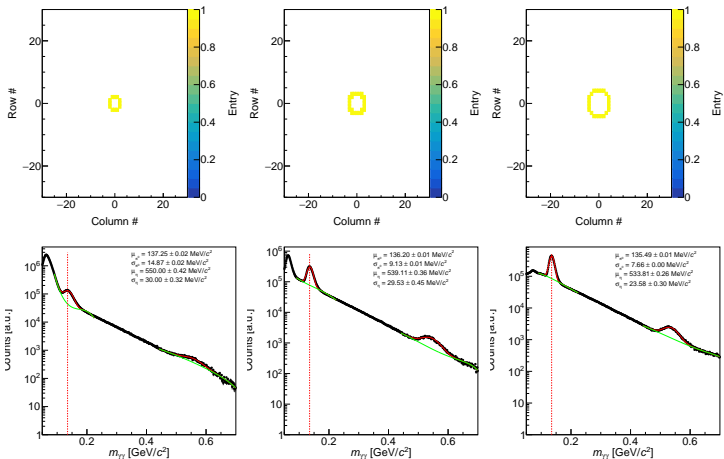 20
0
−20
Row #
−20 0 20
Column #
1
0.8
0.6
0.4
0.2
0
Entry
20
0
−20
Row #
−20 0 20
Column #
1
0.8
0.6
0.4
0.2
0
Entry
20
0
−20
Row #
−20 0 20
Column #
1
0.8
0.6
0.4
0.2
0
Entry
μπ0 = 137.25 ± 0.02 MeV/c²
σπ0 = 14.87 ± 0.02 MeV/c²
μη = 550.00 ± 0.42 MeV/c²
ση = 30.00 ± 0.32 MeV/c²
10⁶
10⁵
10⁴
10³
10²
10
1
Counts [a.u.]
0.2 0.4 0.6
mγγ [GeV/c²]
μπ0 = 136.20 ± 0.01 MeV/c²
σπ0 = 9.13 ± 0.01 MeV/c²
μη = 539.11 ± 0.36 MeV/c²
ση = 29.53 ± 0.45 MeV/c²
10⁶
10⁵
10⁴
10³
10²
10
1
Counts [a.u.]
0.2 0.4 0.6
mγγ [GeV/c²]
μπ0 = 135.49 ± 0.01 MeV/c²
σπ0 = 7.66 ± 0.00 MeV/c²
μη = 533.81 ± 0.26 MeV/c²
ση = 23.58 ± 0.30 MeV/c²
10⁵
10⁴
10³
10²
10
1
Counts [a.u.]
0.2 0.4 0.6
mγγ [GeV/c²]